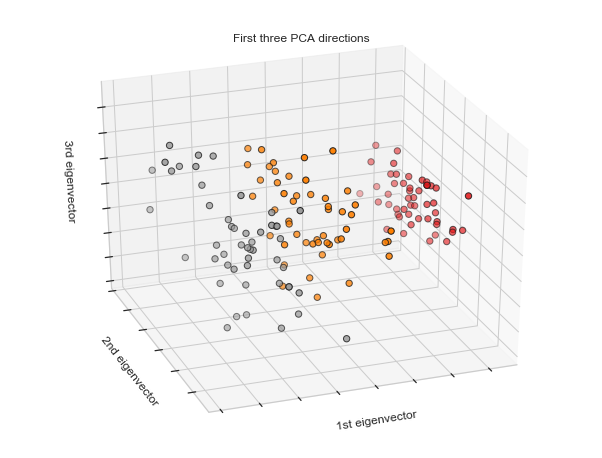 First three PCA directions
3rd eigenvector
2nd eigenvector
1st eigenvector